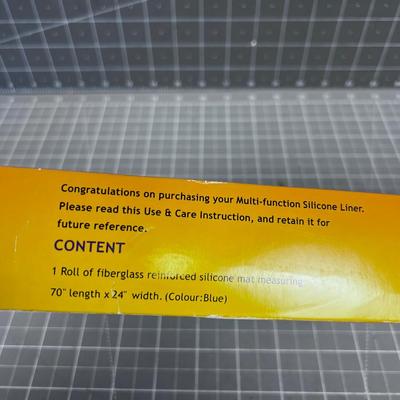 Congratulations on purchasing your Multi-function Silicone Liner.
Please read this Use & Care Instruction, and retain it for
future reference.
CONTENT
1 Roll of fiberglass reinforced silicone mat measuring:
70" length x 24" width. (Colour:Blue)